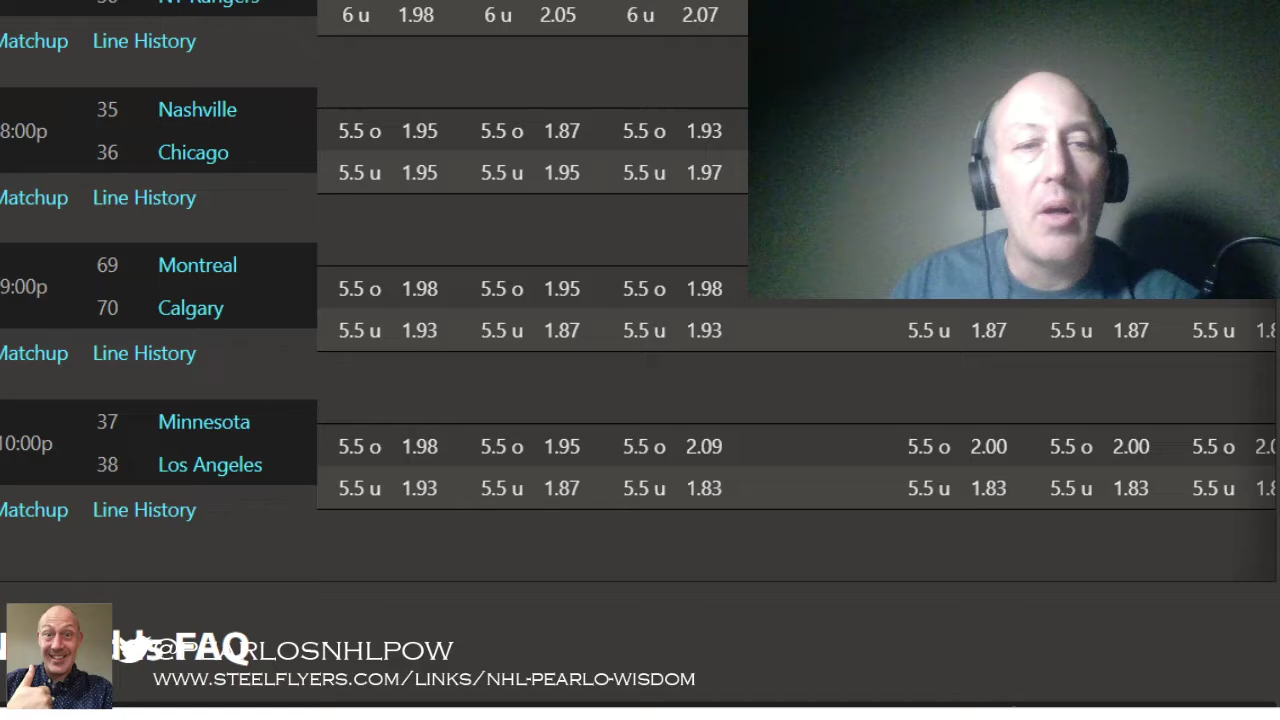 NY Rangers
6 u 1.98 6 u 2.05 6 u 2.07
Matchup Line History
35 Nashville
8:00p
36 Chicago
5.5 o 1.95 5.5 o 1.87 5.5 o 1.93
5.5 u 1.95 5.5 u 1.95 5.5 u 1.97
Matchup Line History
69 Montreal
9:00p
70 Calgary
5.5 o 1.98 5.5 o 1.95 5.5 o 1.98
5.5 u 1.93 5.5 u 1.87 5.5 u 1.93 5.5 u 1.87 5.5 u 1.87 5.5 u
Matchup Line History
37 Minnesota
10:00p
38 Los Angeles
5.5 o 1.98 5.5 o 1.95 5.5 o 2.09 5.5 o 2.00 5.5 o 2.00 5.5 o
5.5 u 1.93 5.5 u 1.87 5.5 u 1.83 5.5 u 1.83 5.5 u 1.83 5.5 u
Matchup Line History
FAQ
@PEARLOSNHLPOW
WWW.STEELFLYERS.COM/LINKS/NHL-PEARLO-WISDOM